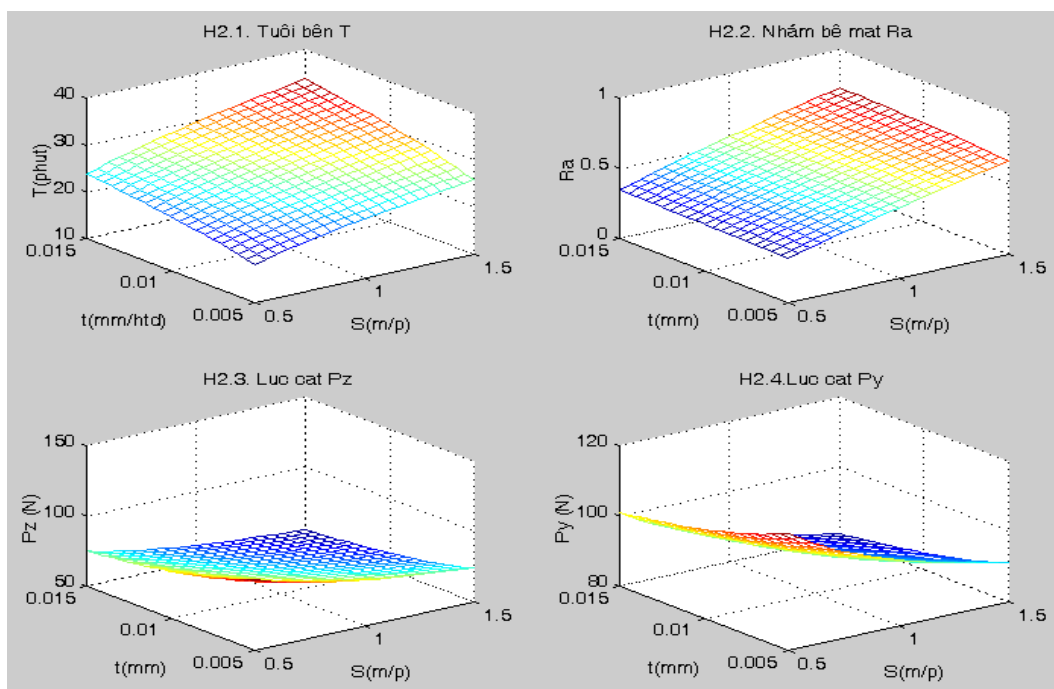 H2.1. Tuôi bên T
40
30
20
10
T(phut)
0.015
0.01
0.005
t(mm/htd)
0.5
1
1.5
S(m/p)
H2.2. Nhám bê mat Ra
1
0.5
0
Ra
0.015
0.01
0.005
t(mm)
0.5
1
1.5
S(m/p)
H2.3. Luc cat Pz
150
100
50
Pz (N)
0.015
0.01
0.005
t(mm)
0.5
1
1.5
S(m/p)
H2.4.Luc cat Py
120
100
80
Py (N)
0.015
0.01
0.005
t(mm)
0.5
1
1.5
S(m/p)